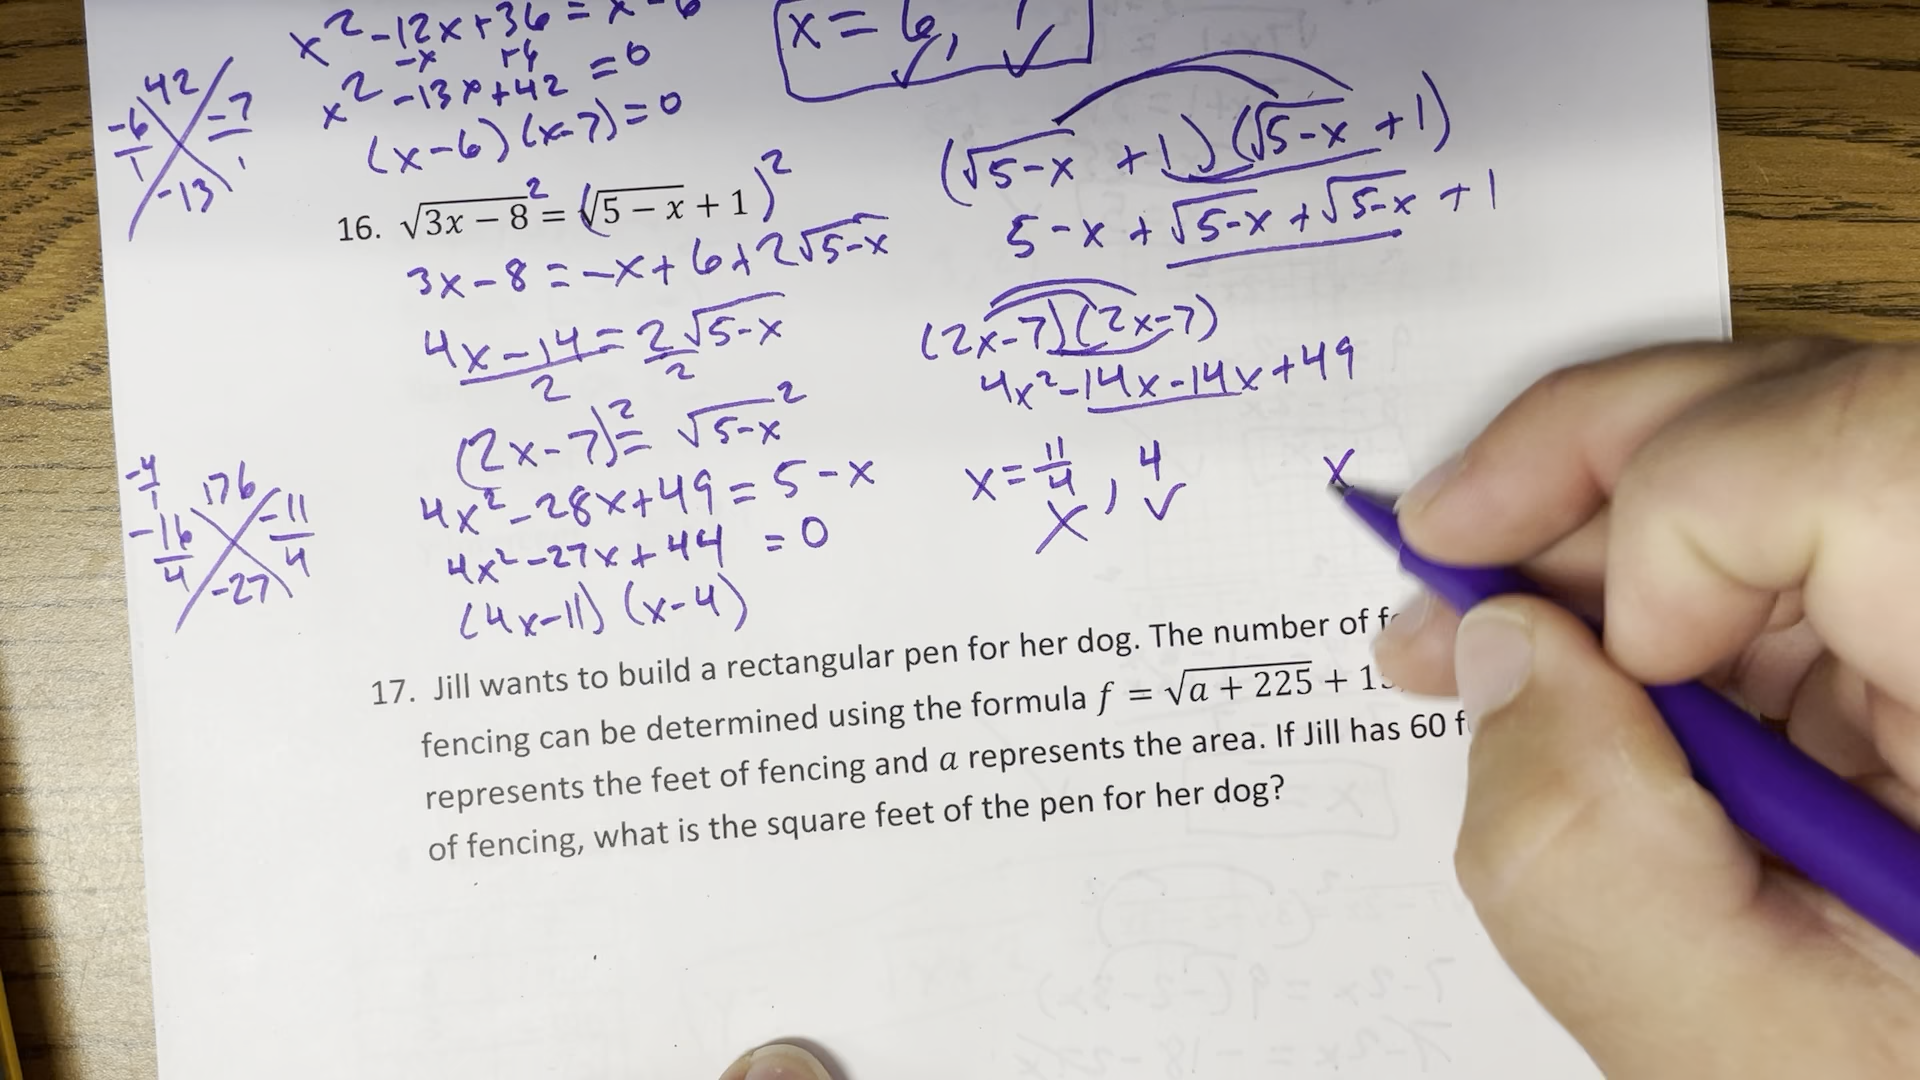 x² -12x+36 = x-6
-x +6
x² -13x+42 = 0
(x-6)(x-7)=0
42
-6/1 -7/1
-13
x = 6, 7 ✓ ✓
(√5-x + 1)(√5-x + 1)
5-x + √5-x + √5-x + 1
16. √3x − 8² = (√5 − x + 1)²
3x-8 = -x+6+2√5-x
4x-14 = 2√5-x
2 2
(2x-7)² = √5-x²
4x²-28x+49 = 5-x
4x²-27x+44 = 0
(4x-11)(x-4)
-4/1
176
-16/4 -11/4
-27
(2x-7)(2x-7)
4x²-14x-14x+49
x = 11/4, 4
X ✓
x
17. Jill wants to build a rectangular pen for her dog. The number of
fencing can be determined using the formula f = √a + 225 + 1
represents the feet of fencing and a represents the area. If Jill has 60
of fencing, what is the square feet of the pen for her dog?